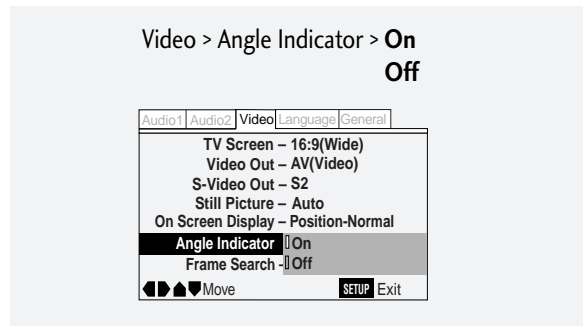 Video > Angle Indicator > On
Off
Audio1 Audio2 Video Language General
TV Screen – 16:9(Wide)
Video Out – AV(Video)
S-Video Out – S2
Still Picture – Auto
On Screen Display – Position-Normal
Angle Indicator On
Frame Search - Off
Move SETUP Exit